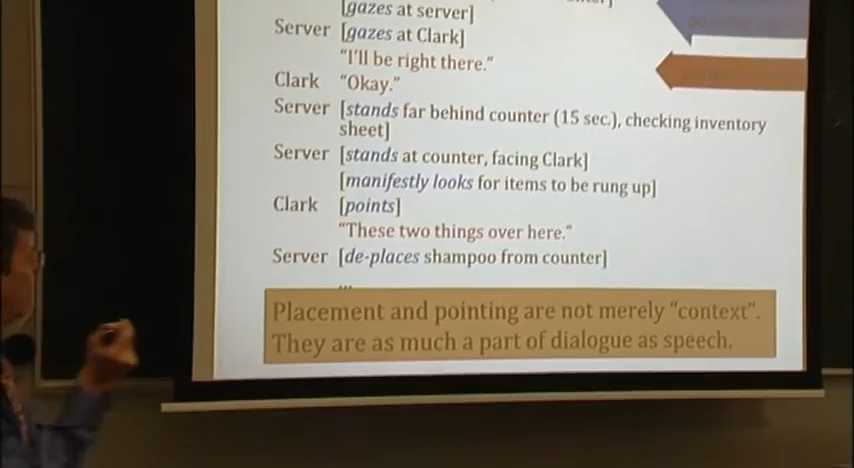 [gazes at server]
Server [gazes at Clark]
"I'll be right there."
Clark "Okay."
Server [stands far behind counter (15 sec.), checking inventory
sheet]
Server [stands at counter, facing Clark]
[manifestly looks for items to be rung up]
Clark [points]
"These two things over here."
Server [de-places shampoo from counter]
...
Placement and pointing are not merely "context".
They are as much a part of dialogue as speech.